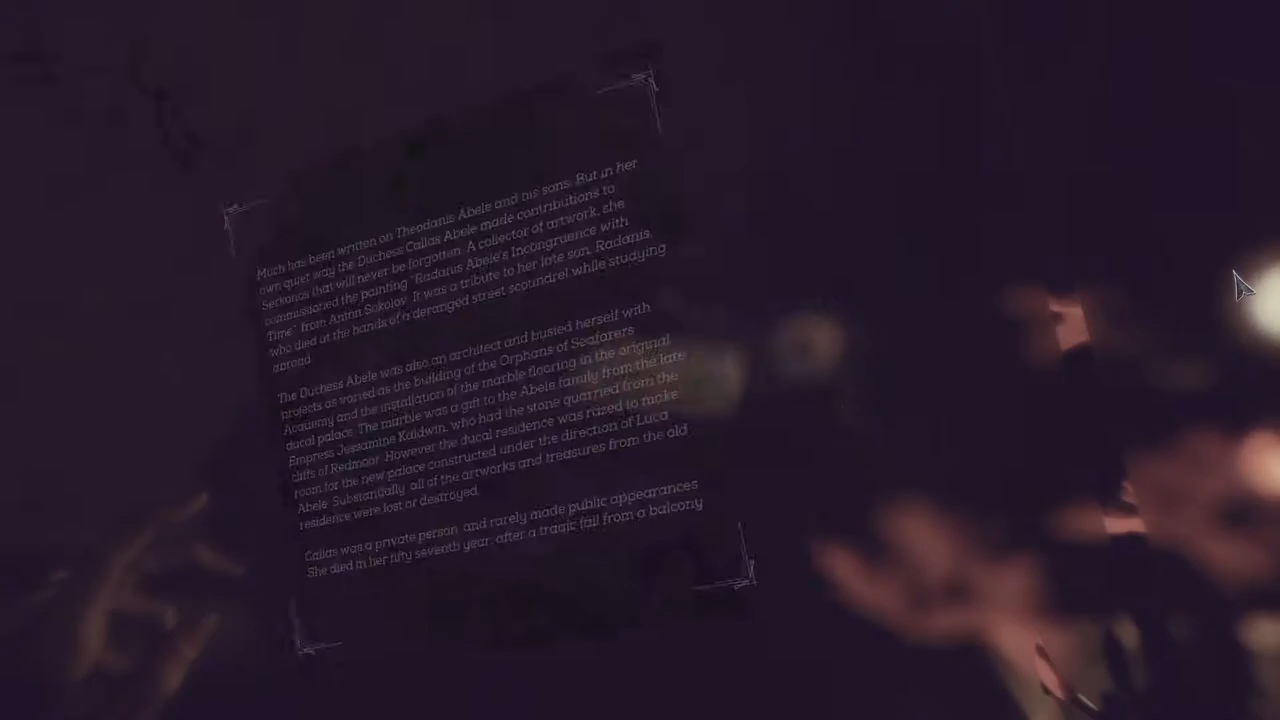 Much has been written on Theodanis Abele and his sons. But in her
own quiet way the Duchess Callas Abele made contributions to
Serkonos that will never be forgotten. A collector of artwork, she
commissioned the painting "Radanis Abele's Incongruence with
Time" from Anton Sokolov. It was a tribute to her late son, Radanis,
who died at the hands of a deranged street scoundrel while studying
abroad.
The Duchess Abele was also an architect and busied herself with
projects as varied as the building of the Orphans of Seafarers
Academy and the installation of the marble flooring in the original
ducal palace. The marble was a gift to the Abele family from the late
Empress Jessamine Kaldwin, who had the stone quarried from the
cliffs of Redmoor. However the ducal residence was razed to make
room for the new palace constructed under the direction of Luca
Abele. Substantially, all of the artworks and treasures from the old
residence were lost or destroyed.
Callas was a private person, and rarely made public appearances
She died in her fifty seventh year, after a tragic fall from a balcony